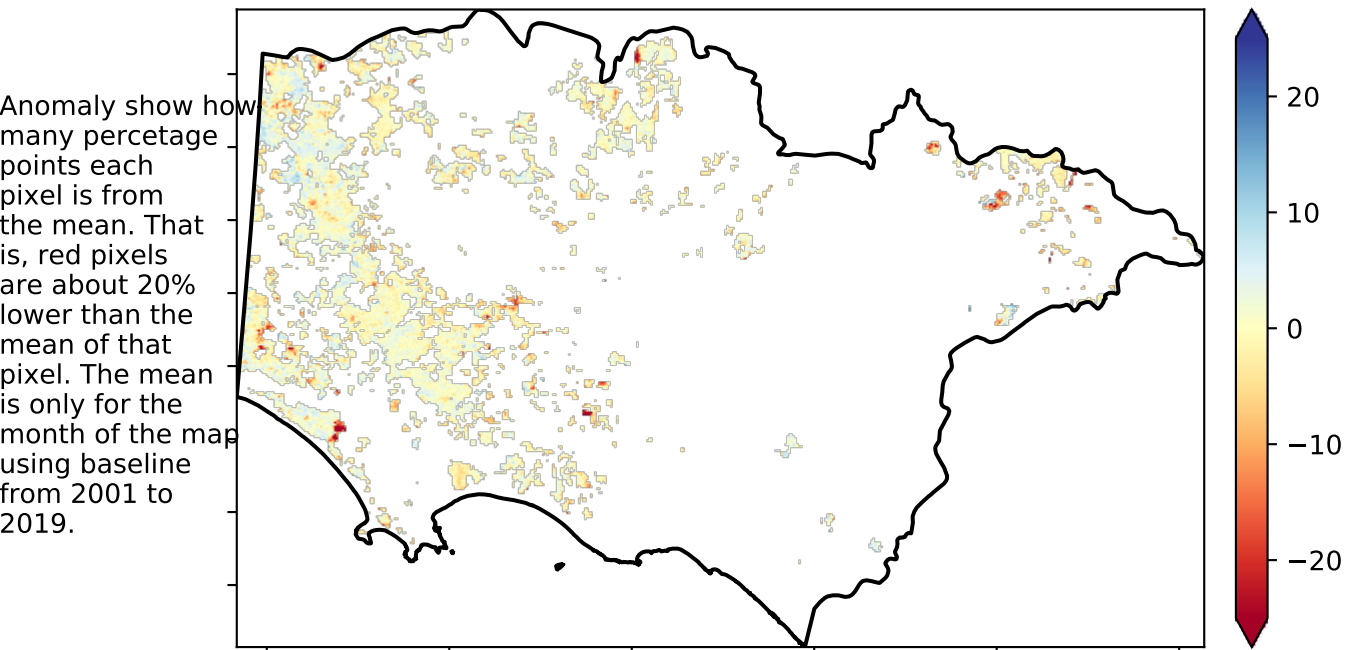 Anomaly show how
many percetage
points each
pixel is from
the mean. That
is, red pixels
are about 20%
lower than the
mean of that
pixel. The mean
is only for the
month of the map
using baseline
from 2001 to
2019.
20
10
0
−10
−20